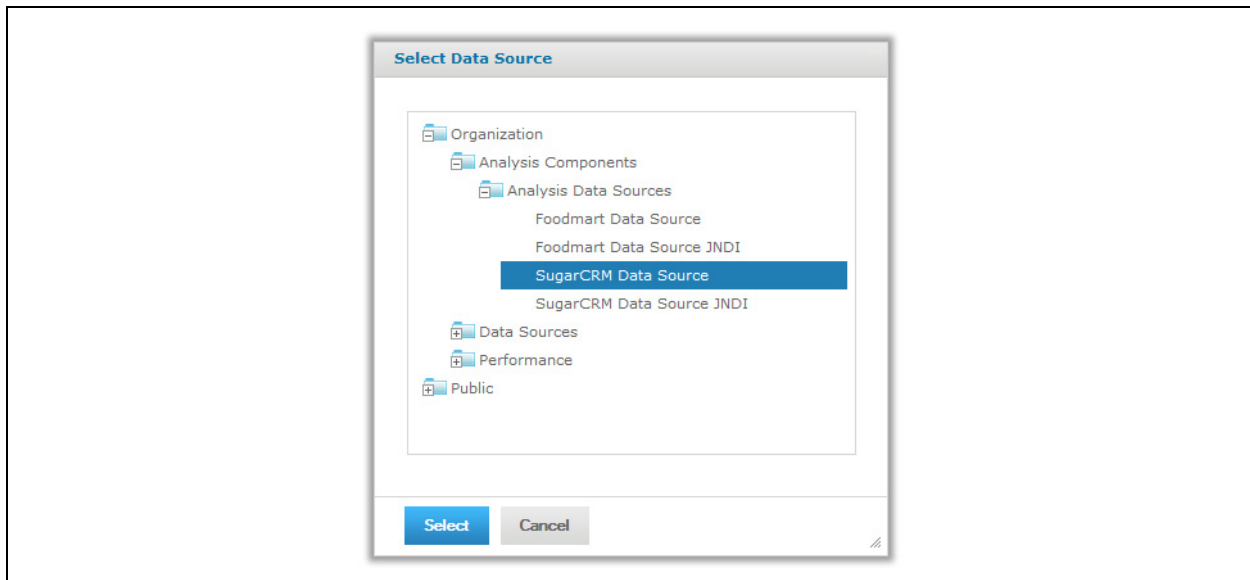 Select Data Source
Organization
Analysis Components
Analysis Data Sources
Foodmart Data Source
Foodmart Data Source JNDI
SugarCRM Data Source
SugarCRM Data Source JNDI
Data Sources
Performance
Public
Select Cancel